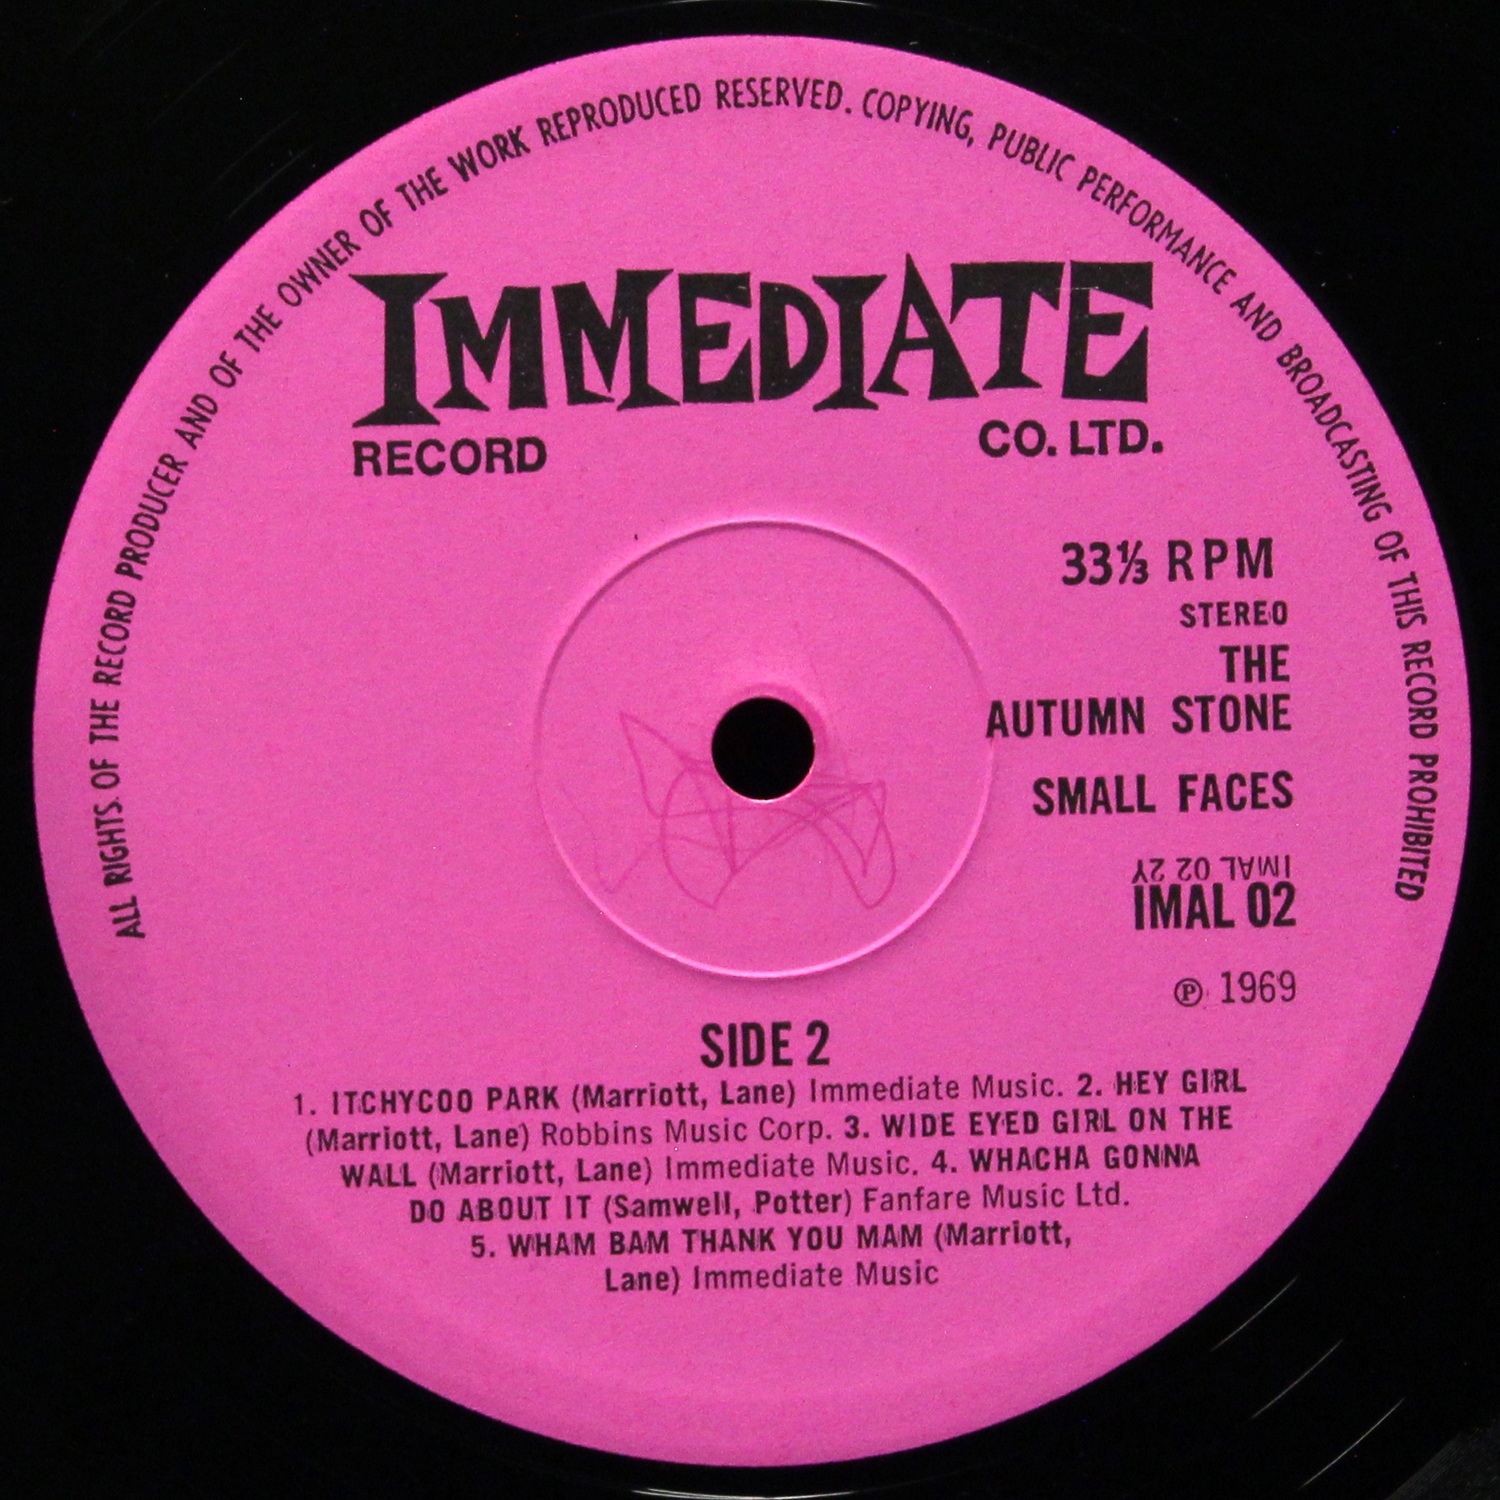 ALL RIGHTS OF THE RECORD PRODUCER AND OF THE OWNER OF THE WORK REPRODUCED RESERVED. COPYING, PUBLIC PERFORMANCE AND BROADCASTING OF THIS RECORD PROHIBITED
IMMEDIATE
RECORD CO. LTD.
33⅓ RPM
STEREO
THE
AUTUMN STONE
SMALL FACES
IMAL 02 2Y
IMAL 02
℗ 1969
SIDE 2
1. ITCHYCOO PARK (Marriott, Lane) Immediate Music. 2. HEY GIRL
(Marriott, Lane) Robbins Music Corp. 3. WIDE EYED GIRL ON THE
WALL (Marriott, Lane) Immediate Music. 4. WHACHA GONNA
DO ABOUT IT (Samwell, Potter) Fanfare Music Ltd.
5. WHAM BAM THANK YOU MAM (Marriott,
Lane) Immediate Music